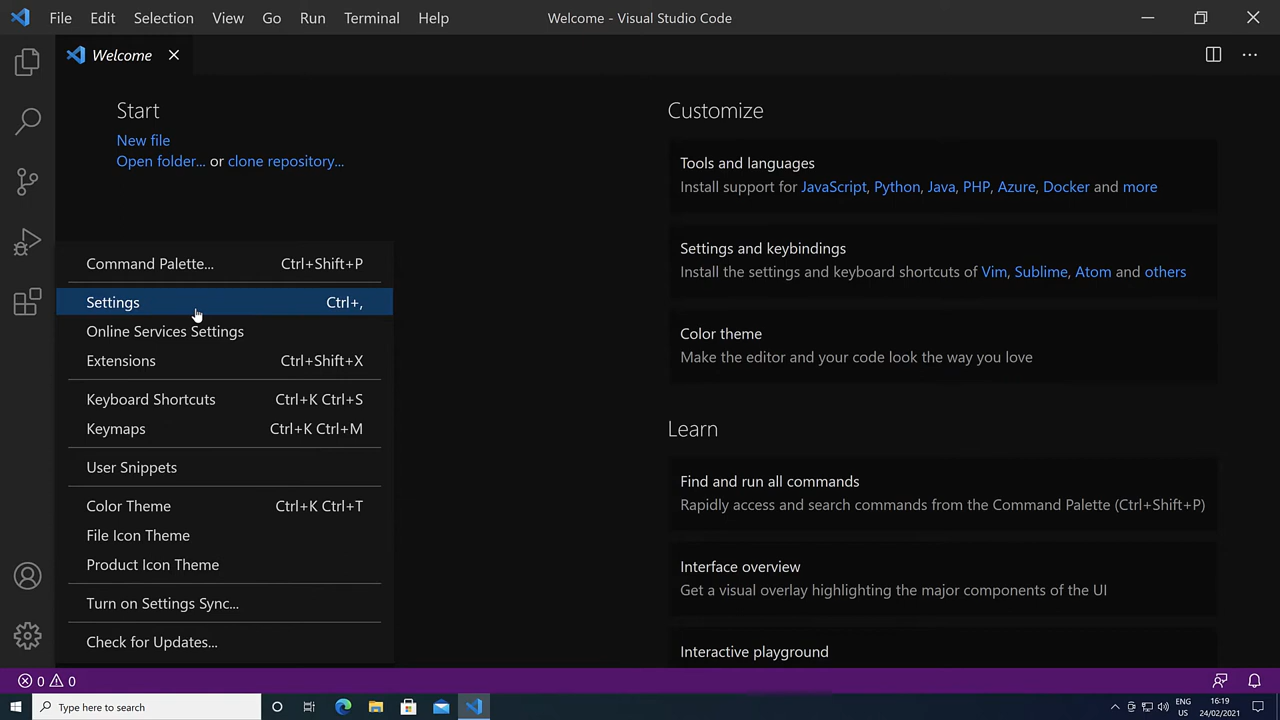 File Edit Selection View Go Run Terminal Help Welcome - Visual Studio Code
Welcome
Start
New file
Open folder... or clone repository...
Customize
Tools and languages
Install support for JavaScript, Python, Java, PHP, Azure, Docker and more
Settings and keybindings
Install the settings and keyboard shortcuts of Vim, Sublime, Atom and others
Color theme
Make the editor and your code look the way you love
Learn
Find and run all commands
Rapidly access and search commands from the Command Palette (Ctrl+Shift+P)
Interface overview
Get a visual overlay highlighting the major components of the UI
Interactive playground
Command Palette... Ctrl+Shift+P
Settings Ctrl+,
Online Services Settings
Extensions Ctrl+Shift+X
Keyboard Shortcuts Ctrl+K Ctrl+S
Keymaps Ctrl+K Ctrl+M
User Snippets
Color Theme Ctrl+K Ctrl+T
File Icon Theme
Product Icon Theme
Turn on Settings Sync...
Check for Updates...
0 0
Type here to search
ENG
US
16:19
24/02/2021